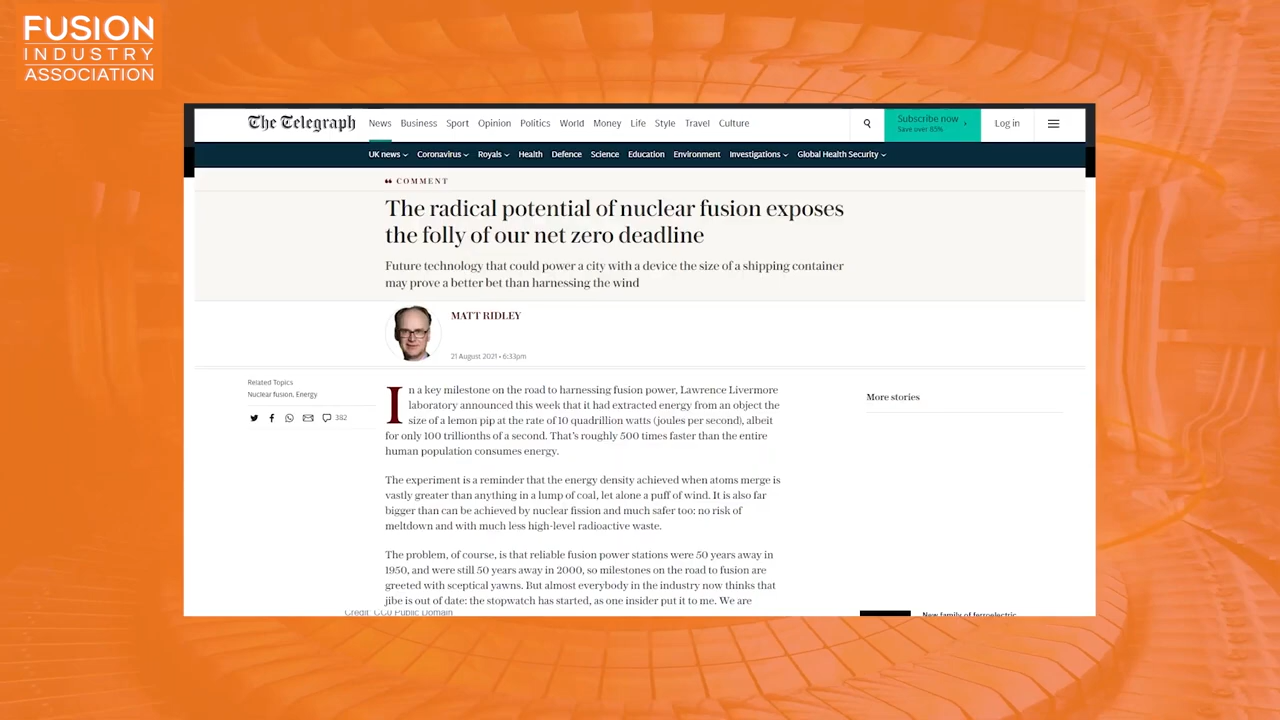 FUSION
INDUSTRY
ASSOCIATION
The Telegraph
News Business Sport Opinion Politics World Money Life Style Travel Culture
Subscribe now
Save over 85%
Log in
UK news Coronavirus Royals Health Defence Science Education Environment Investigations Global Health Security
COMMENT
The radical potential of nuclear fusion exposes
the folly of our net zero deadline
Future technology that could power a city with a device the size of a shipping container
may prove a better bet than harnessing the wind
MATT RIDLEY
21 August 2021 • 6:33pm
Related Topics
Nuclear fusion, Energy
382
In a key milestone on the road to harnessing fusion power, Lawrence Livermore
laboratory announced this week that it had extracted energy from an object the
size of a lemon pip at the rate of 10 quadrillion watts (joules per second), albeit
for only 100 trillionths of a second. That's roughly 500 times faster than the entire
human population consumes energy.
The experiment is a reminder that the energy density achieved when atoms merge is
vastly greater than anything in a lump of coal, let alone a puff of wind. It is also far
bigger than can be achieved by nuclear fission and much safer too: no risk of
meltdown and with much less high-level radioactive waste.
The problem, of course, is that reliable fusion power stations were 50 years away in
1950, and were still 50 years away in 2000, so milestones on the road to fusion are
greeted with sceptical yawns. But almost everybody in the industry now thinks that
jibe is out of date: the stopwatch has started, as one insider put it to me. We are
More stories
Credit: CC0 Public Domain
New family of ferroelectric